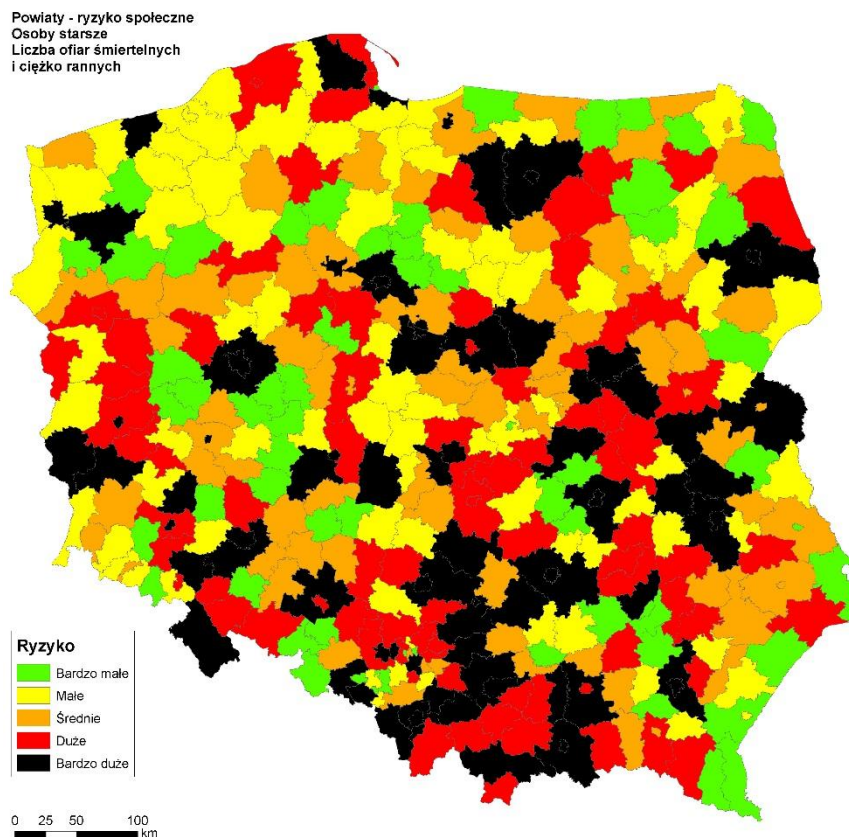 Powiaty - ryzyko społeczne
Osoby starsze
Liczba ofiar śmiertelnych
i ciężko rannych
Ryzyko
Bardzo małe
Małe
Średnie
Duże
Bardzo duże
0 25 50 100
km